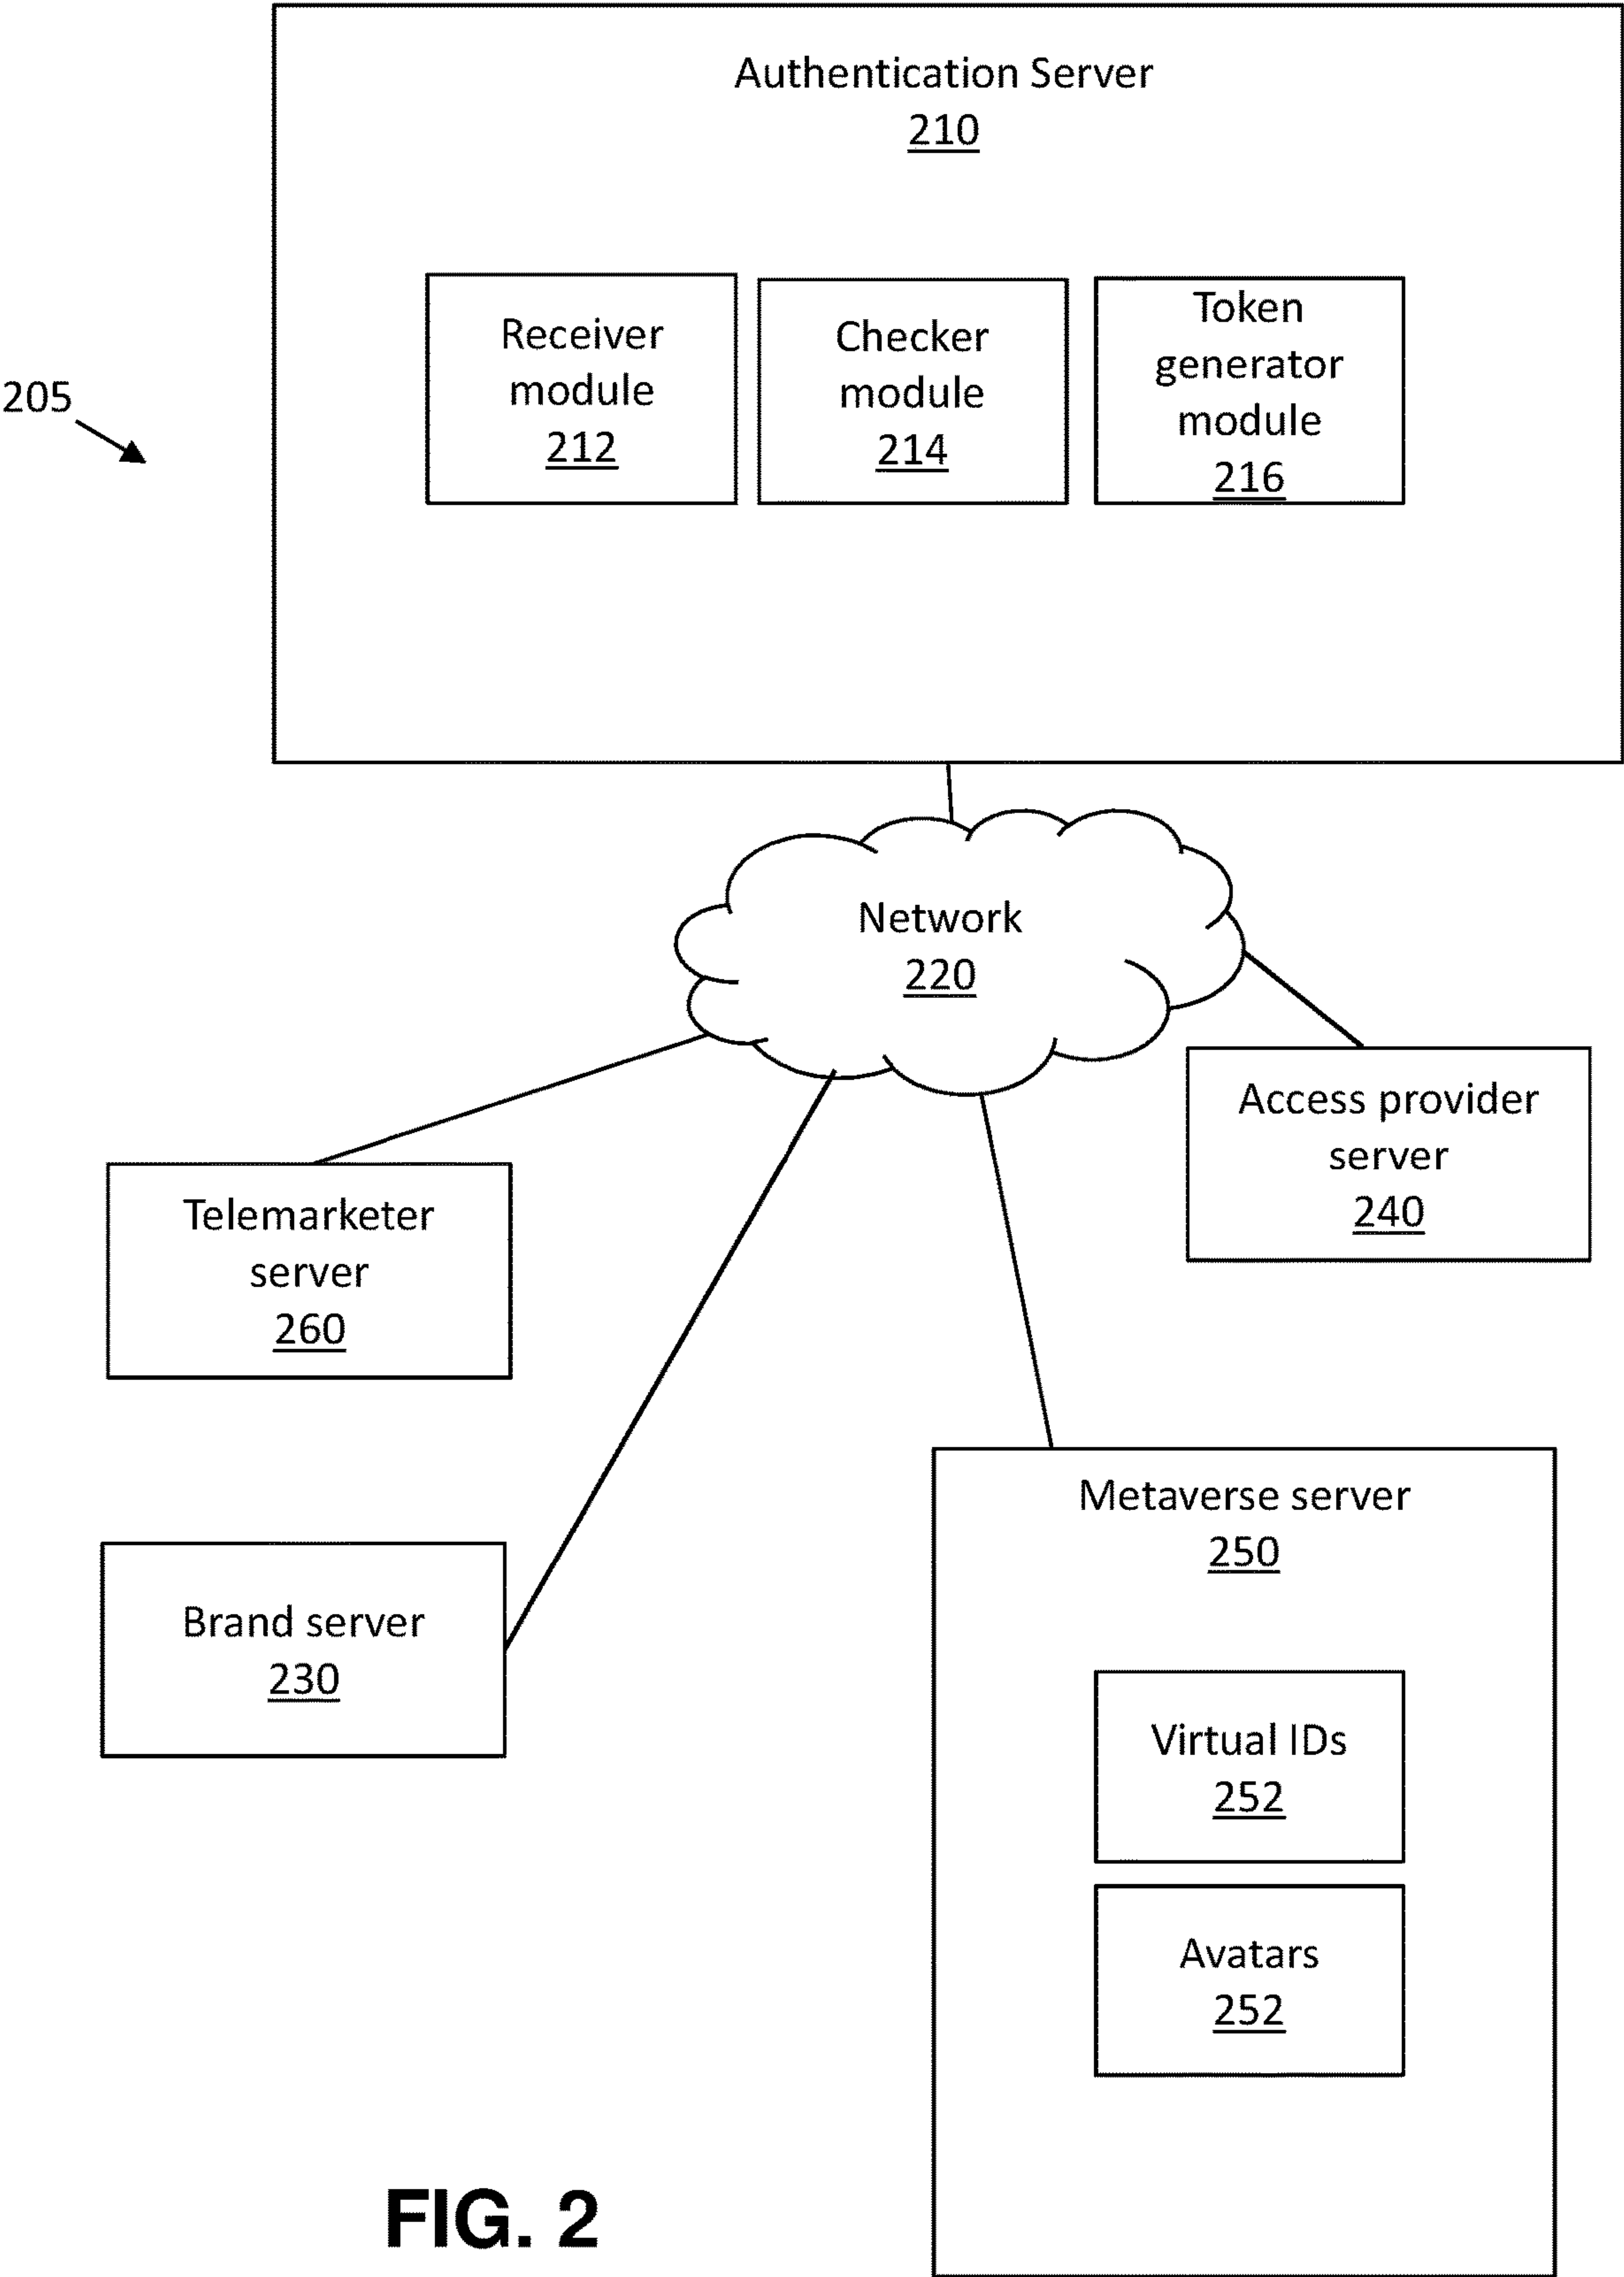 Authentication Server
210
Receiver
module
212
Checker
module
214
Token
generator
module
216
205
Network
220
Access provider
server
240
Telemarketer
server
260
Metaverse server
250
Brand server
230
Virtual IDs
252
Avatars
252
FIG. 2